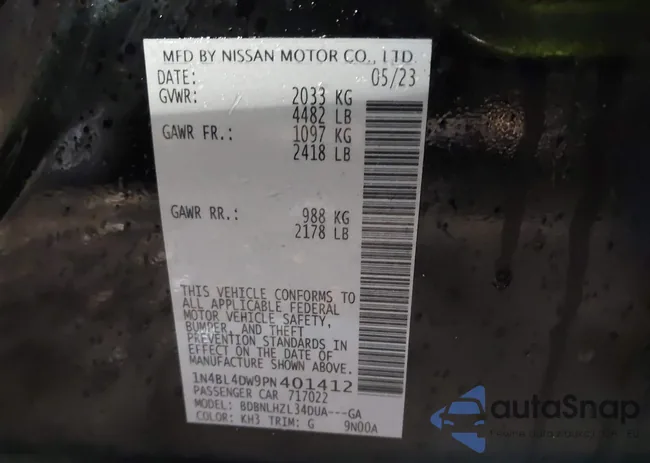 MFD BY NISSAN MOTOR CO., LTD.
DATE: 05/23
GVWR: 2033 KG
4482 LB
GAWR FR.: 1097 KG
2418 LB
GAWR RR.: 988 KG
2178 LB
THIS VEHICLE CONFORMS TO
ALL APPLICABLE FEDERAL
MOTOR VEHICLE SAFETY,
BUMPER, AND THEFT
PREVENTION STANDARDS IN
EFFECT ON THE DATE OF
MANUFACTURE SHOWN ABOVE.
1N4BL4DW9PN401412
PASSENGER CAR 717022
MODEL: BDBNLHZL34DUA---GA
COLOR: KH3 TRIM: G 9N00A
autaSnap